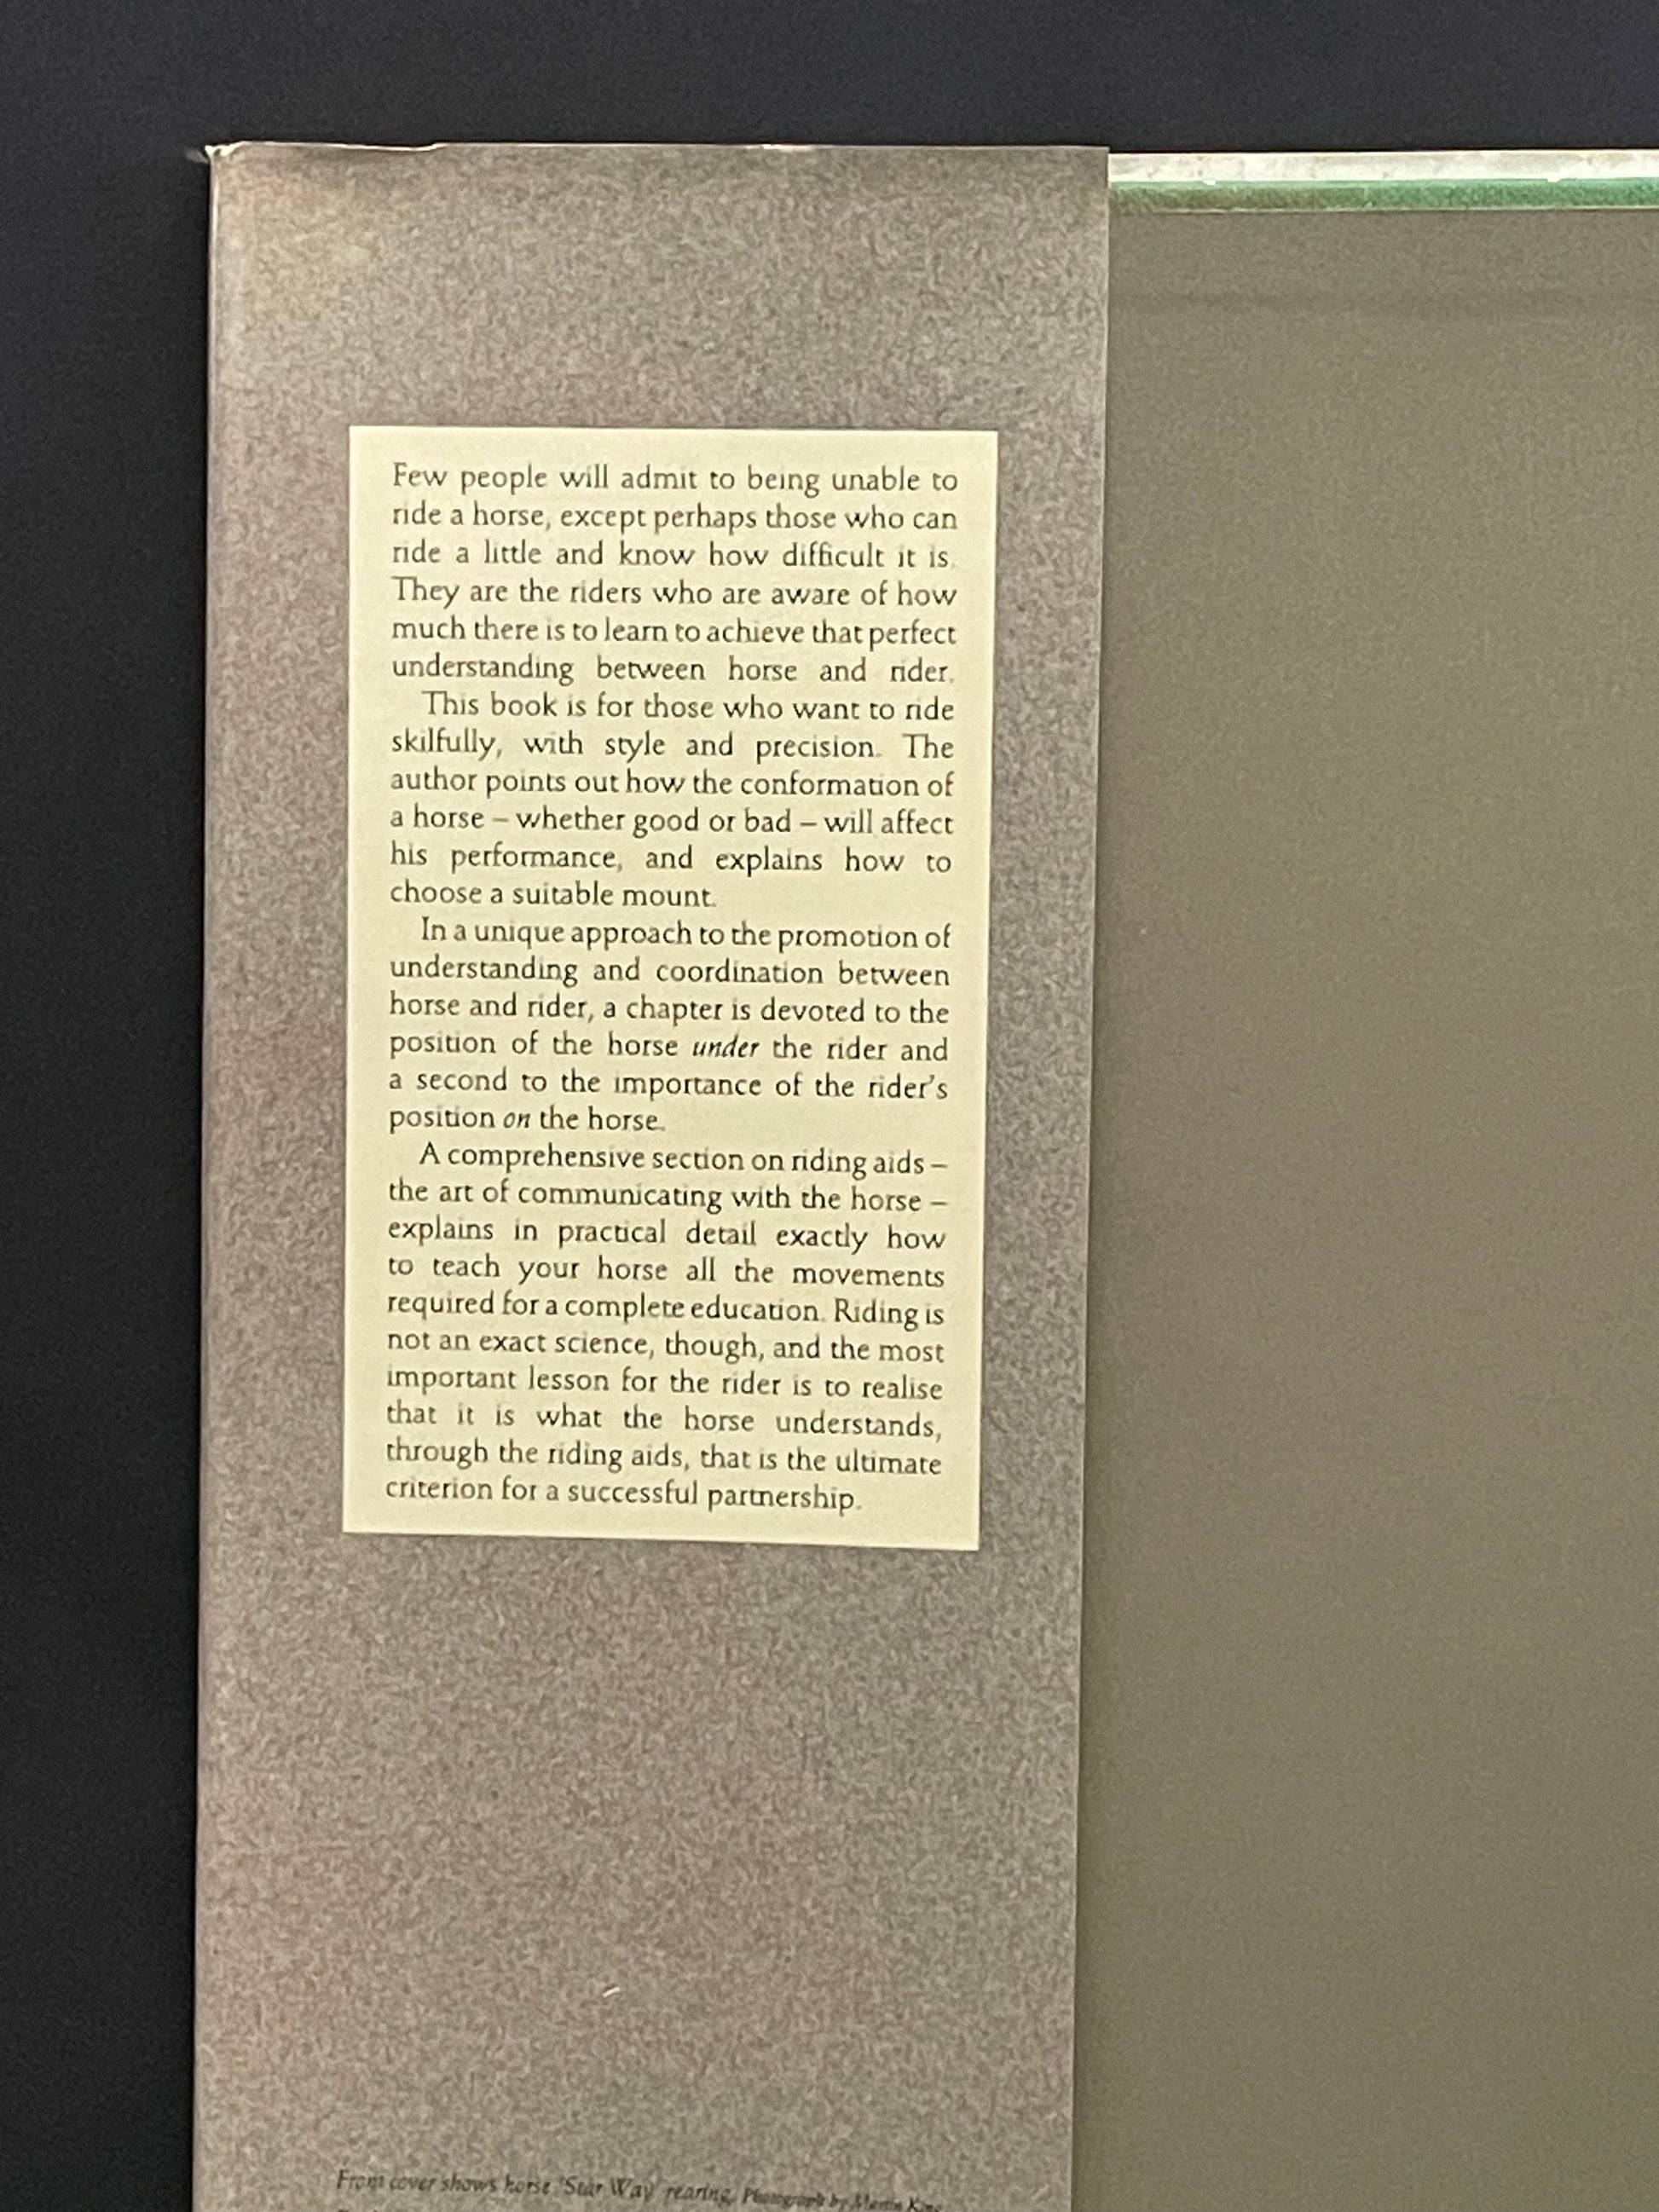 Few people will admit to being unable to
ride a horse, except perhaps those who can
ride a little and know how difficult it is.
They are the riders who are aware of how
much there is to learn to achieve that perfect
understanding between horse and rider.
This book is for those who want to ride
skilfully, with style and precision. The
author points out how the conformation of
a horse – whether good or bad – will affect
his performance, and explains how to
choose a suitable mount.
In a unique approach to the promotion of
understanding and coordination between
horse and rider, a chapter is devoted to the
position of the horse under the rider and
a second to the importance of the rider's
position on the horse.
A comprehensive section on riding aids –
the art of communicating with the horse –
explains in practical detail exactly how
to teach your horse all the movements
required for a complete education. Riding is
not an exact science, though, and the most
important lesson for the rider is to realise
that it is what the horse understands,
through the riding aids, that is the ultimate
criterion for a successful partnership.
Front cover shows horse 'Star Way' rearing. Photograph by Martin King